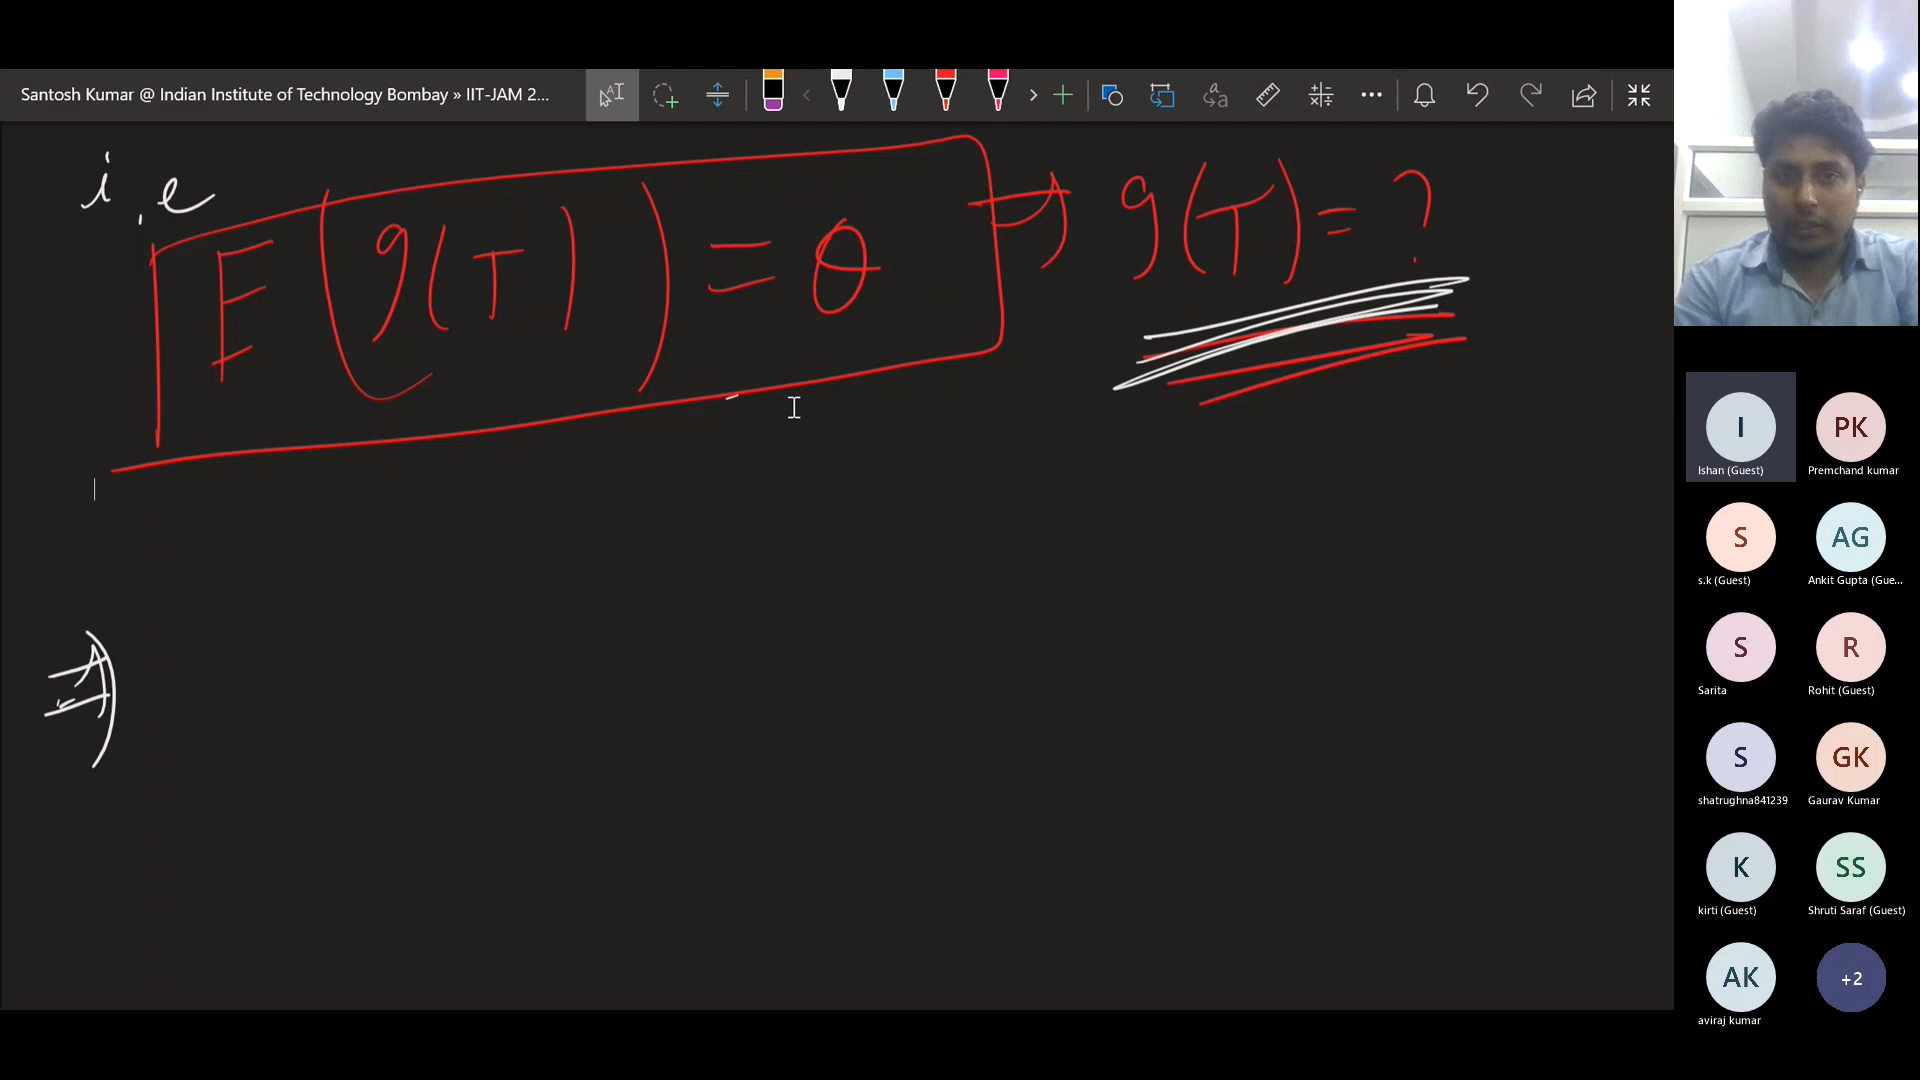 Santosh Kumar @ Indian Institute of Technology Bombay » IIT-JAM 2...
i.e
E(g(T)) = θ ⇒ g(T) = ?
⇒
I
Ishan (Guest)
PK
Premchand kumar
S
s.k (Guest)
AG
Ankit Gupta (Gue...
S
Sarita
R
Rohit (Guest)
S
shatrughna841239
GK
Gaurav Kumar
K
kirti (Guest)
SS
Shruti Saraf (Guest)
AK
aviraj kumar
+2